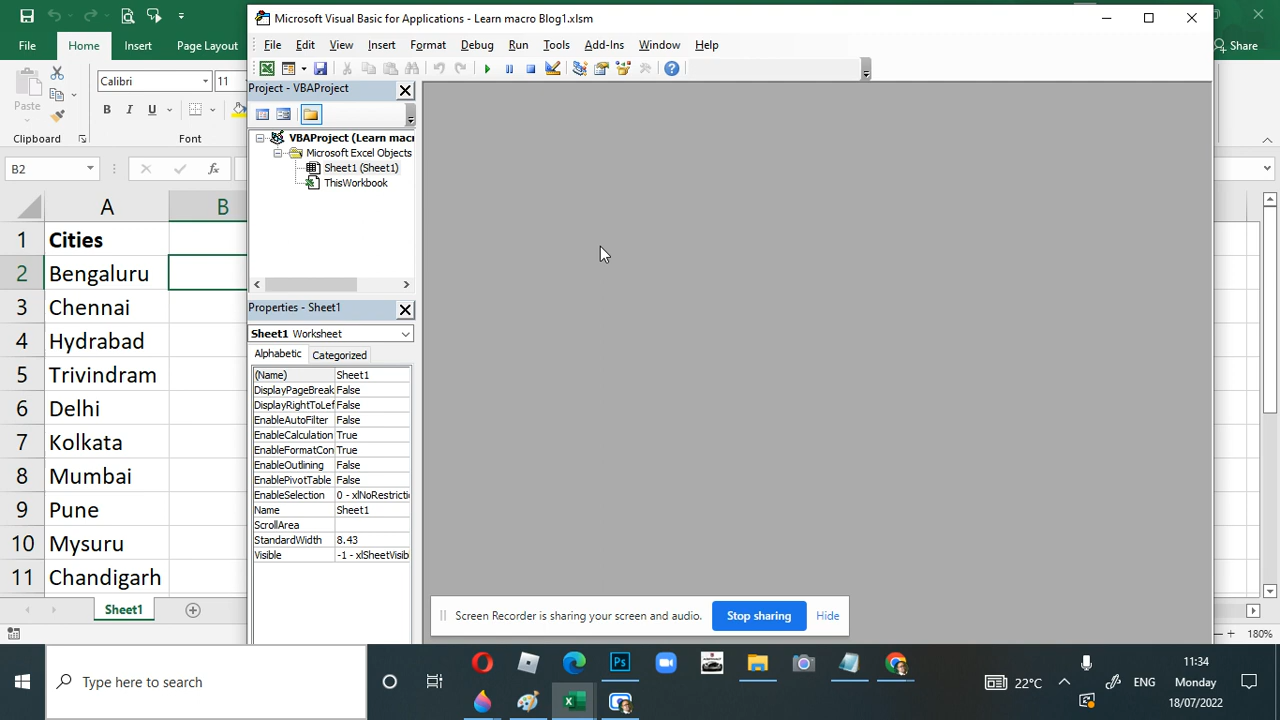 Microsoft Visual Basic for Applications - Learn macro Blog1.xlsm
File Home Insert Page Layout
Share
File Edit View Insert Format Debug Run Tools Add-Ins Window Help
Paste
Calibri 11
B I U
Clipboard Font
B2
fx
Project - VBAProject
VBAProject (Learn mac
Microsoft Excel Objects
Sheet1 (Sheet1)
ThisWorkbook
A B
1 Cities
2 Bengaluru
3 Chennai
4 Hydrabad
5 Trivindram
6 Delhi
7 Kolkata
8 Mumbai
9 Pune
10 Mysuru
11 Chandigarh
Properties - Sheet1
Sheet1 Worksheet
Alphabetic Categorized
(Name) Sheet1
DisplayPageBreak False
DisplayRightToLef False
EnableAutoFilter False
EnableCalculation True
EnableFormatCon True
EnableOutlining False
EnablePivotTable False
EnableSelection 0 - xlNoRestricti
Name Sheet1
ScrollArea
StandardWidth 8.43
Visible -1 - xlSheetVisib
Sheet1
Screen Recorder is sharing your screen and audio. Stop sharing Hide
180%
Type here to search
Ps
22°C
ENG
11:34
Monday
18/07/2022